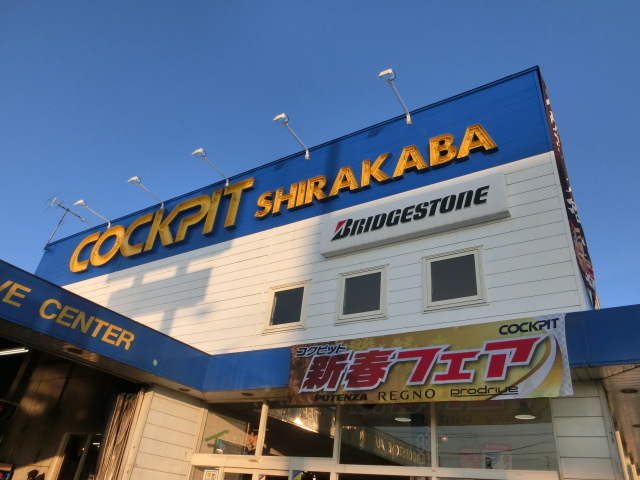 COCKPIT SHIRAKABA
BRIDGESTONE
VE CENTER
COCKPIT
コクピット
新春フェア
POTENZA REGNO prodrive